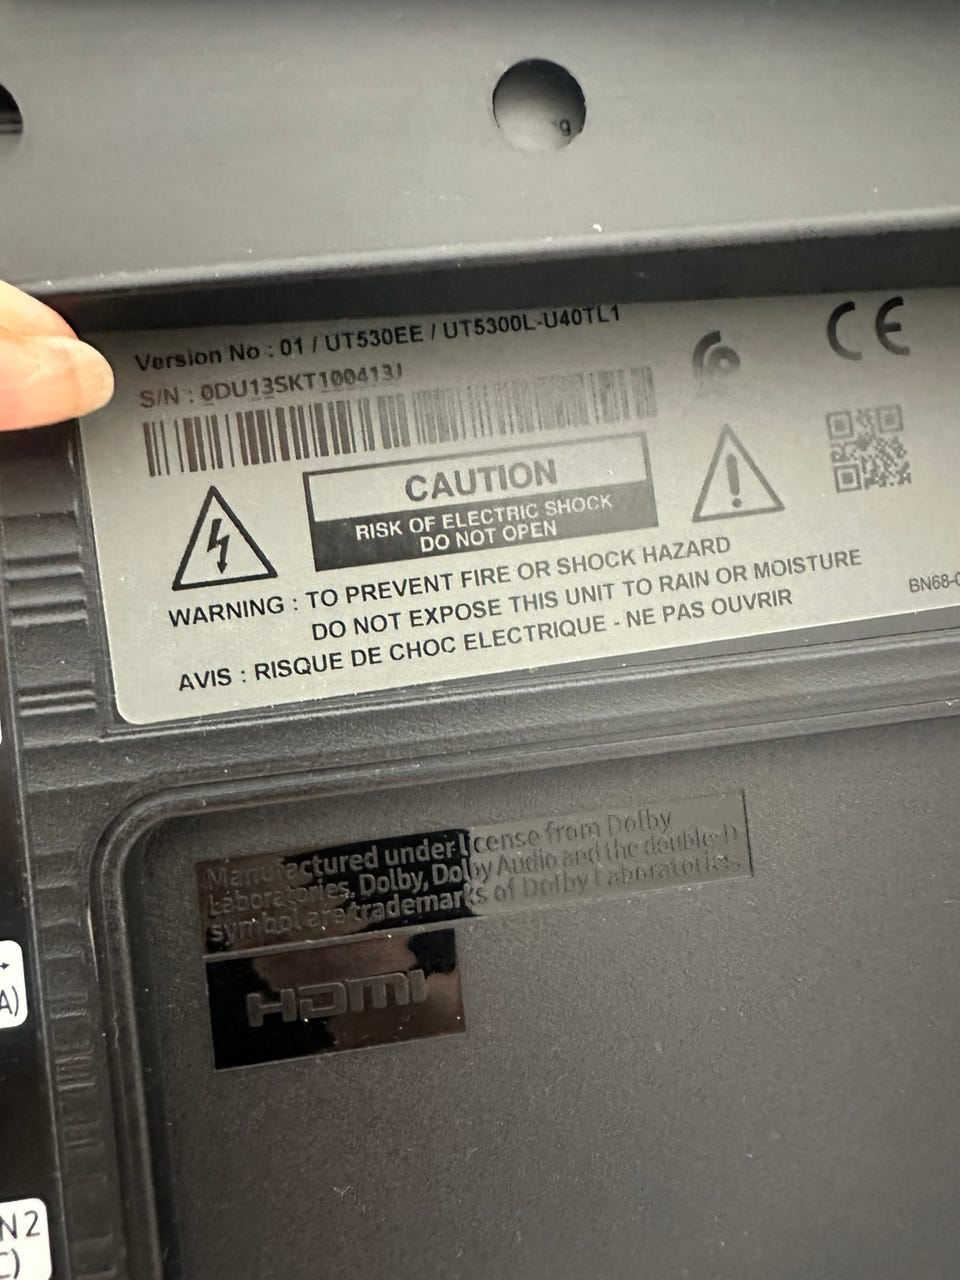 Version No : 01 / UT530EE / UT5300L-U40TL1
S/N : 0DU13SKT100413J
CE
CAUTION
RISK OF ELECTRIC SHOCK
DO NOT OPEN
WARNING : TO PREVENT FIRE OR SHOCK HAZARD
DO NOT EXPOSE THIS UNIT TO RAIN OR MOISTURE
AVIS : RISQUE DE CHOC ELECTRIQUE - NE PAS OUVRIR
BN68-0
Manufactured under license from Dolby
Laboratories. Dolby, Dolby Audio and the double-D
symbol are trademarks of Dolby Laboratories.
HDMI
A)
N 2
C)